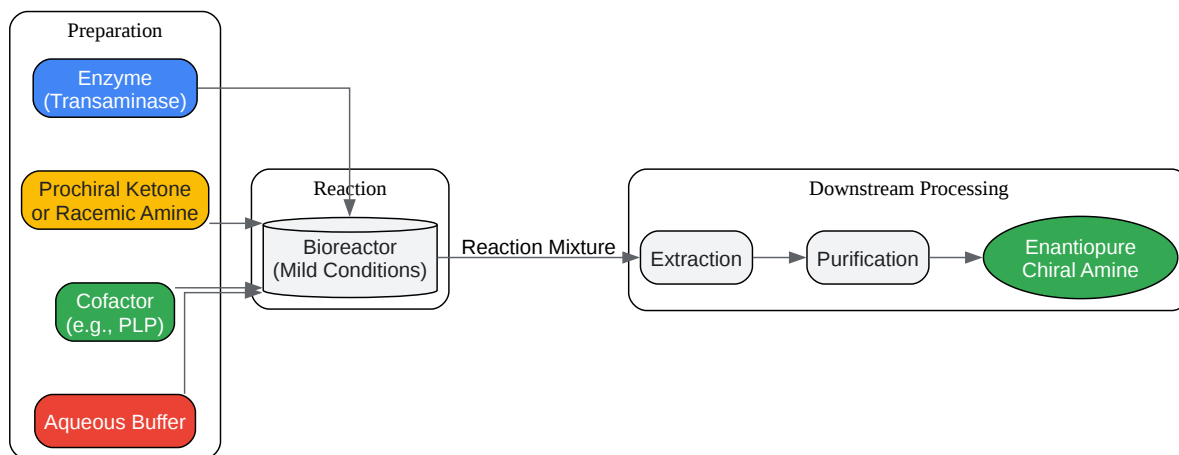 Preparation
Enzyme
(Transaminase)
Prochiral Ketone
or Racemic Amine
Cofactor
(e.g., PLP)
Aqueous Buffer
Reaction
Bioreactor
(Mild Conditions)
Reaction Mixture
Downstream Processing
Extraction
Purification
Enantiopure
Chiral Amine